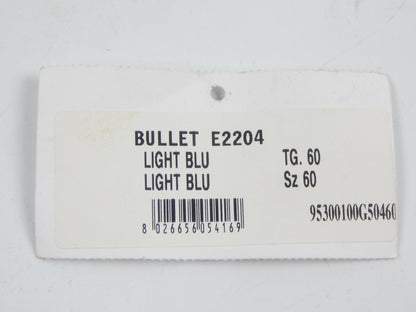 BULLET E2204
LIGHT BLU TG. 60
LIGHT BLU Sz 60
95300100G50460
8 026656 054169